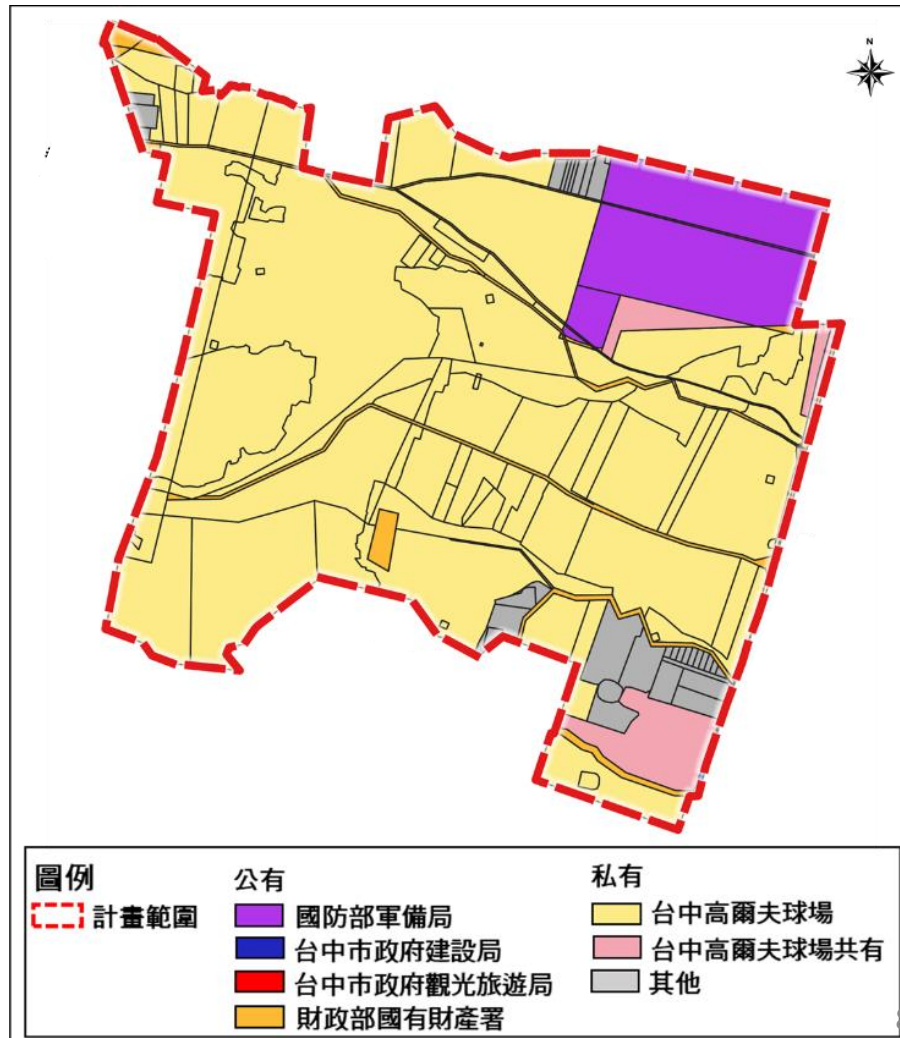 N
圖例
計畫範圍
公有
國防部軍備局
台中市政府建設局
台中市政府觀光旅遊局
財政部國有財產署
私有
台中高爾夫球場
台中高爾夫球場共有
其他